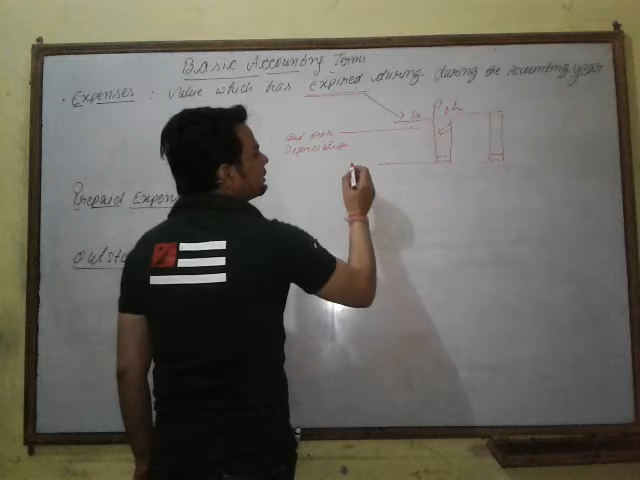 Basic Accounting Terms
· Expenses : Value which has expired during during the Accounting year
→ Dr P & L
Bad debts
Depreciation
Prepaid Expen
Outsta